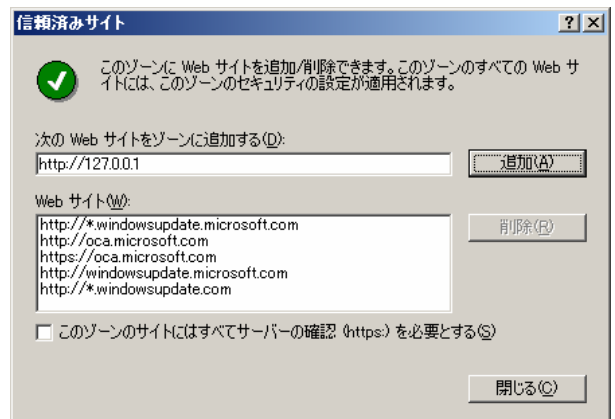 信頼済みサイト
このゾーンに Web サイトを追加/削除できます。このゾーンのすべての Web サ
イトには、このゾーンのセキュリティの設定が適用されます。
次の Web サイトをゾーンに追加する(D):
http://127.0.0.1
追加(A)
Web サイト(W):
http://*.windowsupdate.microsoft.com
http://oca.microsoft.com
https://oca.microsoft.com
http://windowsupdate.microsoft.com
http://*.windowsupdate.com
削除(R)
このゾーンのサイトにはすべてサーバーの確認 (https:) を必要とする(S)
閉じる(C)